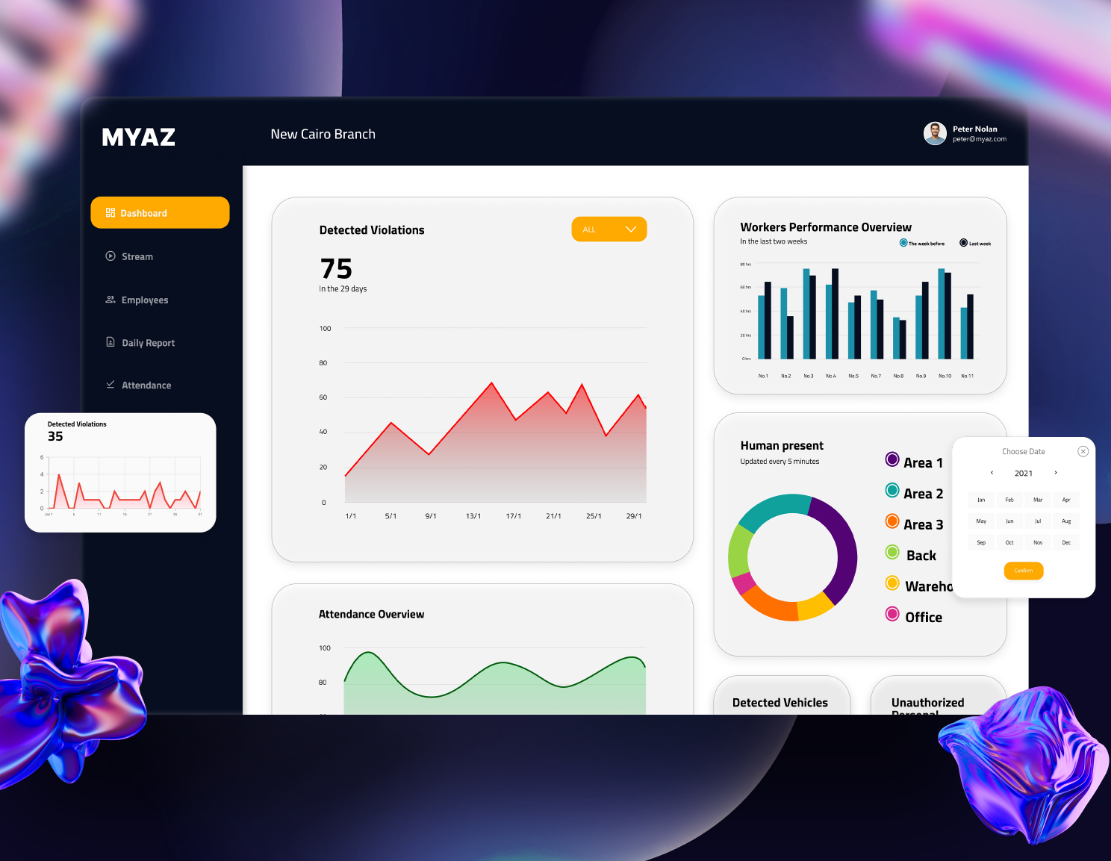 MYAZ
New Cairo Branch
Peter Nolan
peter@myaz.com
Dashboard
Stream
Employees
Daily Report
Attendance
Detected Violations
35
6
4
2
0
Detected Violations
ALL
75
In the 29 days
100
80
60
40
20
0
1/1 5/1 9/1 13/1 17/1 21/1 25/1 29/1
Workers Performance Overview
In the last two weeks
The week before Last week
No.1 No.2 No.3 No.4 No.5 No.7 No.8 No.9 No.10 No.11
Human present
Updated every 5 minutes
Area 1
Area 2
Area 3
Back
Wareho
Office
Choose Date
2021
Jan Feb Mar Apr
May Jun Jul Aug
Sep Oct Nov Dec
Confirm
Attendance Overview
100
80
Detected Vehicles
Unauthorized
Personal